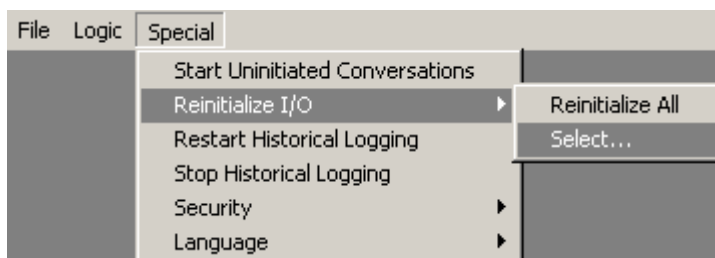 File Logic Special
Start Uninitiated Conversations
Reinitialize I/O
Reinitialize All
Restart Historical Logging
Select...
Stop Historical Logging
Security
Language